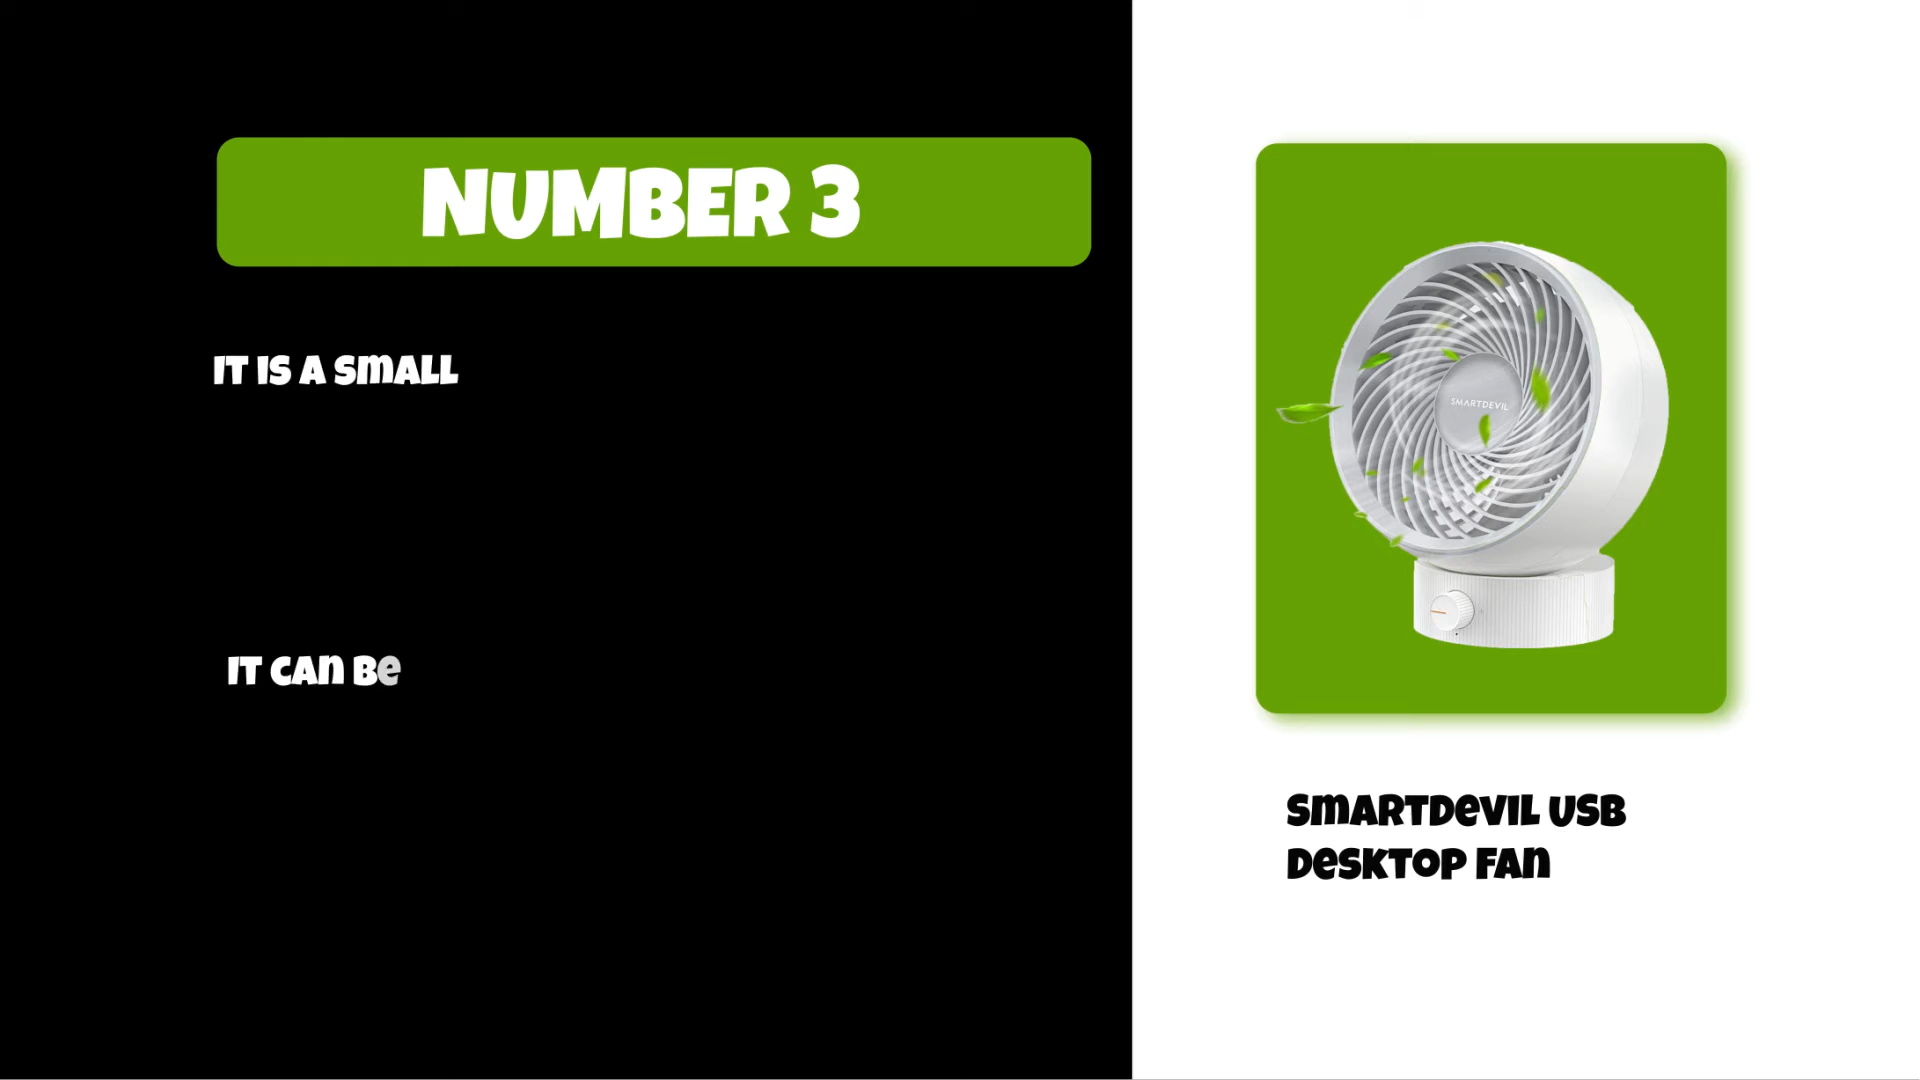 NUMBER 3
IT IS A SMALL
IT CAN BE
SMARTDEVIL
SMARTDEVIL USB
DESKTOP FAN